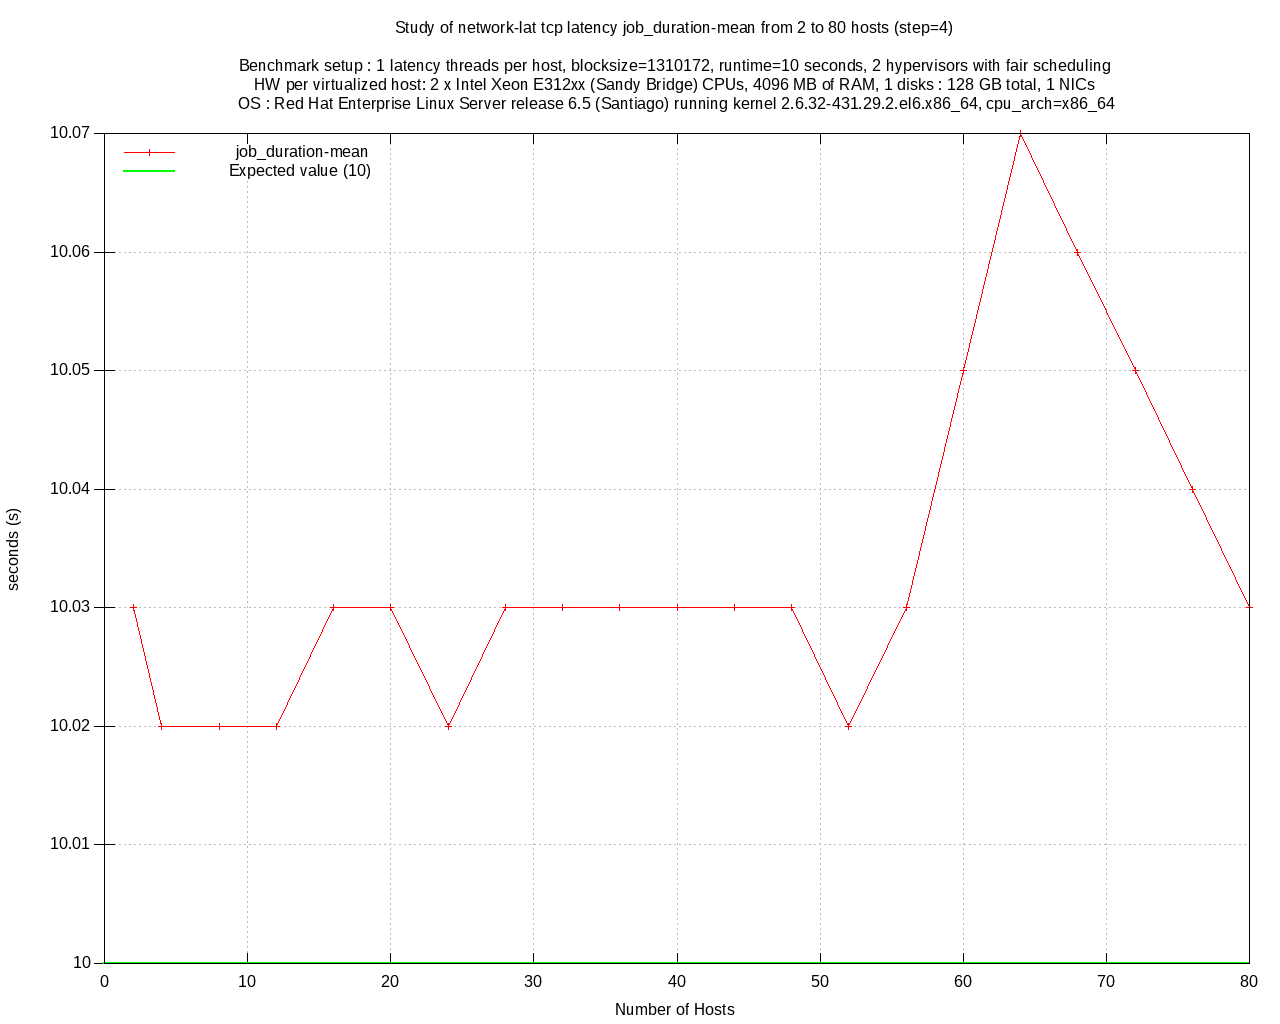 Study of network-lat tcp latency job_duration-mean from 2 to 80 hosts (step=4)
Benchmark setup : 1 latency threads per host, blocksize=1310172, runtime=10 seconds, 2 hypervisors with fair scheduling
HW per virtualized host: 2 x Intel Xeon E312xx (Sandy Bridge) CPUs, 4096 MB of RAM, 1 disks : 128 GB total, 1 NICs
OS : Red Hat Enterprise Linux Server release 6.5 (Santiago) running kernel 2.6.32-431.29.2.el6.x86_64, cpu_arch=x86_64
job_duration-mean
Expected value (10)
10.07
10.06
10.05
10.04
10.03
10.02
10.01
10
seconds (s)
0 10 20 30 40 50 60 70 80
Number of Hosts